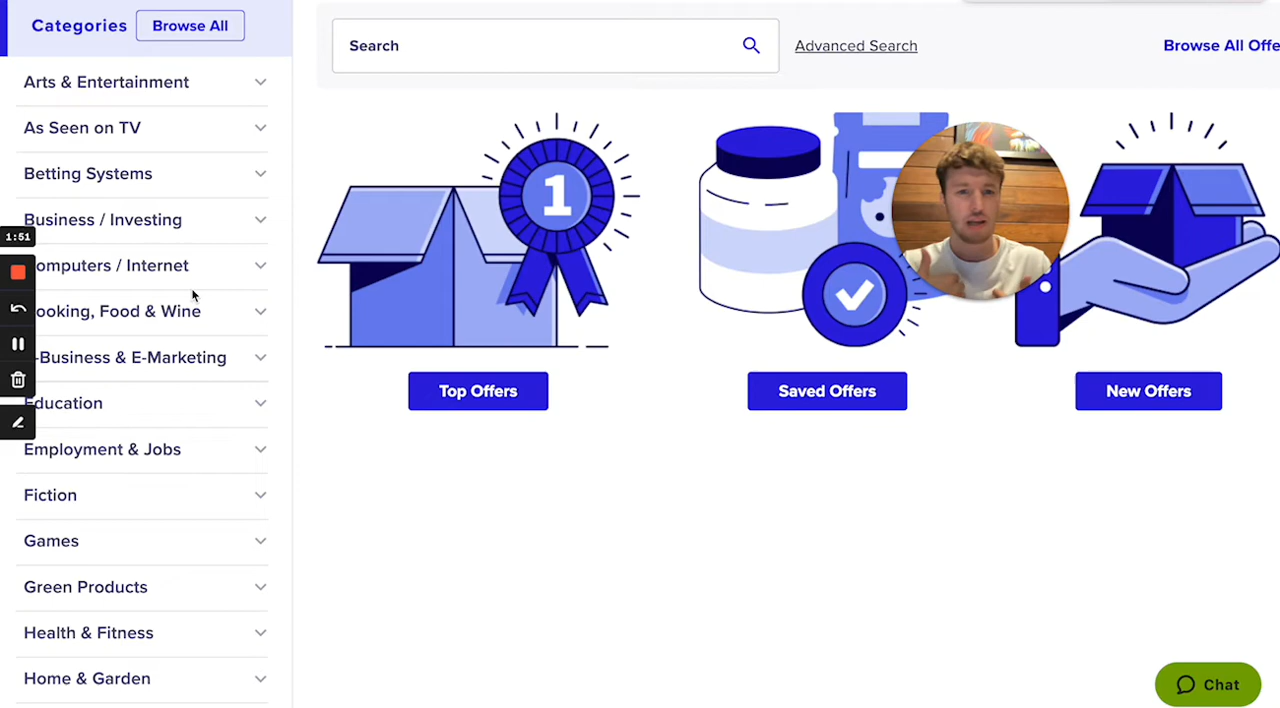 Categories
Browse All
Search
Advanced Search
Browse All Offe
Arts & Entertainment
As Seen on TV
Betting Systems
Business / Investing
1:51
omputers / Internet
ooking, Food & Wine
-Business & E-Marketing
Education
Employment & Jobs
Fiction
Games
Green Products
Health & Fitness
Home & Garden
1
Top Offers
Saved Offers
New Offers
Chat